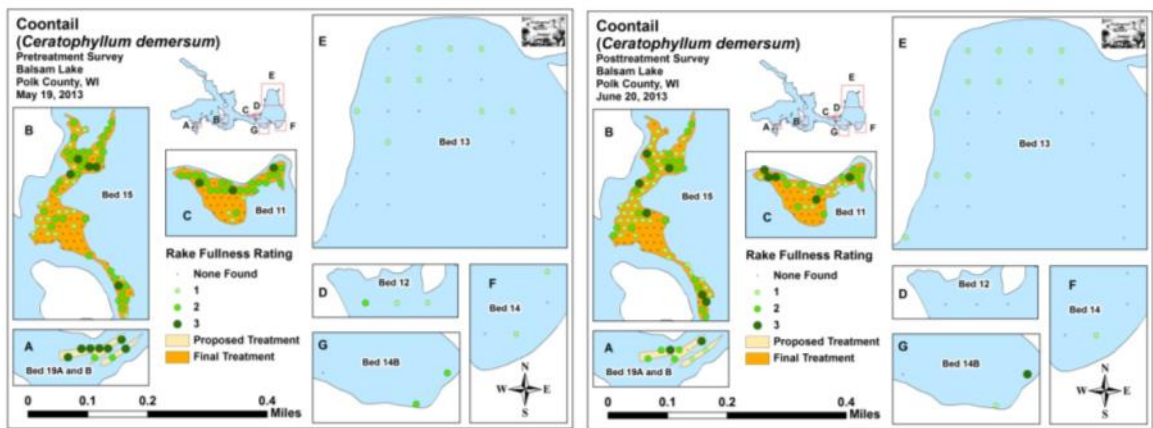 Coontail
(Ceratophyllum demersum)
Pretreatment Survey
Balsam Lake
Polk County, WI
May 19, 2013
E
D
C
A
B
G
F
B
Bed 15
C
Bed 11
Rake Fullness Rating
None Found
1
2
3
Proposed Treatment
Final Treatment
A
Bed 19A and B
0 0.1 0.2 0.4
Miles
E
Bed 13
D
Bed 12
F
Bed 14
G
Bed 14B
N
W E
S
Coontail
(Ceratophyllum demersum)
Posttreatment Survey
Balsam Lake
Polk County, WI
June 20, 2013
E
D
C
A
B
G
F
B
Bed 15
C
Bed 11
Rake Fullness Rating
None Found
1
2
3
Proposed Treatment
Final Treatment
A
Bed 19A and B
0 0.1 0.2 0.4
Miles
E
Bed 13
D
Bed 12
F
Bed 14
G
Bed 14B
N
W E
S